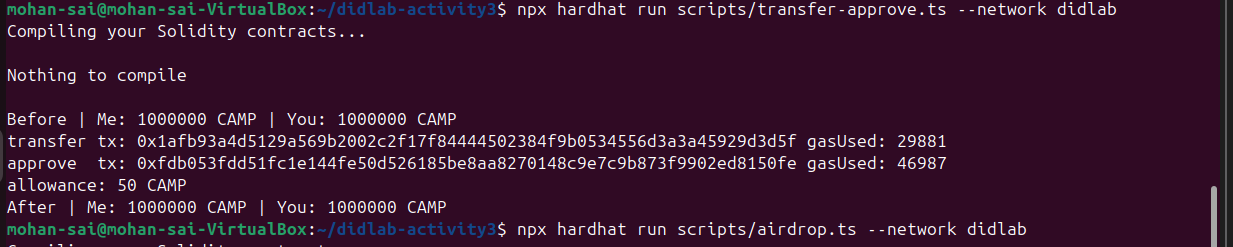 mohan-sai@mohan-sai-VirtualBox:~/didlab-activity3$ npx hardhat run scripts/transfer-approve.ts --network didlab
Compiling your Solidity contracts...
Nothing to compile
Before | Me: 1000000 CAMP | You: 1000000 CAMP
transfer tx: 0x1afb93a4d5129a569b2002c2f17f84444502384f9b0534556d3a3a45929d3d5f gasUsed: 29881
approve  tx: 0xfdb053fdd51fc1e144fe50d526185be8aa8270148c9e7c9b873f9902ed8150fe gasUsed: 46987
allowance: 50 CAMP
After | Me: 1000000 CAMP | You: 1000000 CAMP
mohan-sai@mohan-sai-VirtualBox:~/didlab-activity3$ npx hardhat run scripts/airdrop.ts --network didlab